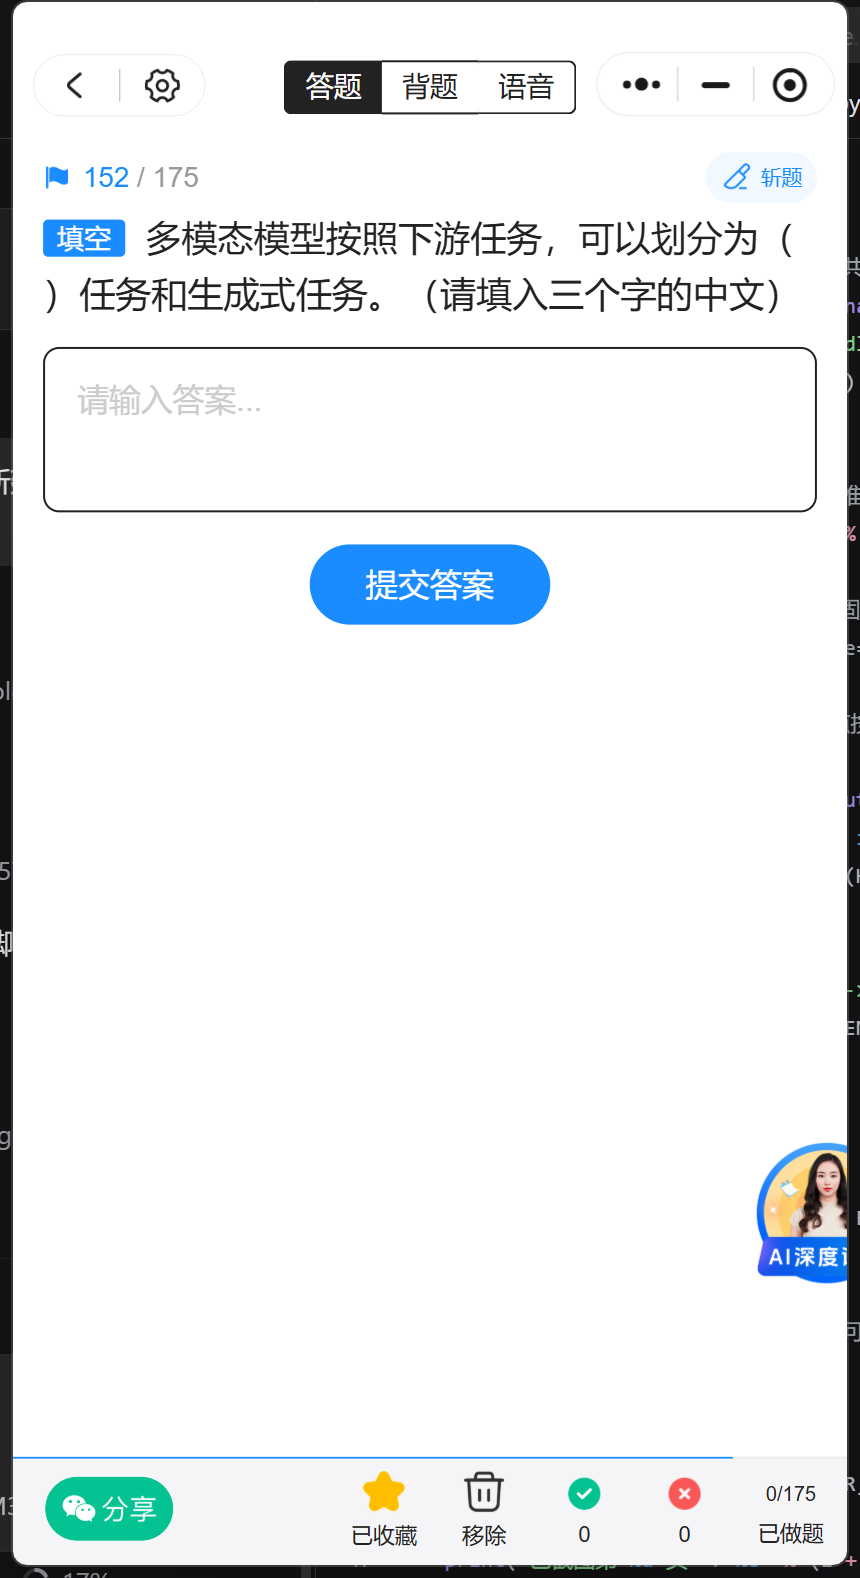 答题 背题 语音
152 / 175 斩题
填空 多模态模型按照下游任务，可以划分为（
）任务和生成式任务。（请填入三个字的中文）
请输入答案...
提交答案
AI深度
分享 已收藏 移除 0 0 0/175 已做题
17%